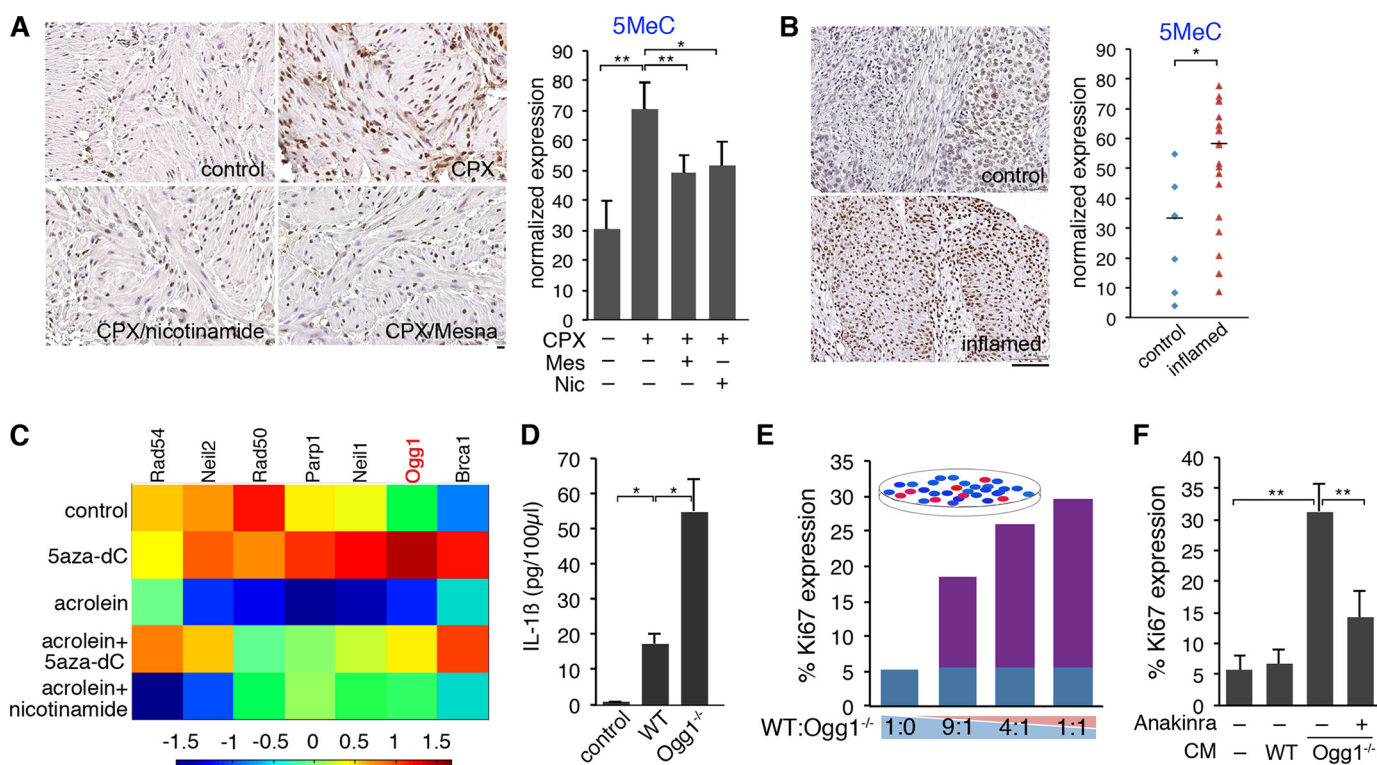 A
control
CPX
CPX/nicotinamide
CPX/Mesna
5MeC
normalized expression
90
80
70
60
50
40
30
20
10
0
**
**
*
CPX – + + +
Mes – – + –
Nic – – – +
B
control
inflamed
5MeC
normalized expression
90
80
70
60
50
40
30
20
10
0
*
control
inflamed
C
Rad54 Neil2 Rad50 Parp1 Neil1 Ogg1 Brca1
control
5aza-dC
acrolein
acrolein+
5aza-dC
acrolein+
nicotinamide
-1.5 -1 -0.5 0 0.5 1 1.5
D
IL-1ß (pg/100µl)
70
60
50
40
30
20
10
0
* *
control WT Ogg1-/-
E
% Ki67 expression
35
30
25
20
15
10
5
0
WT:Ogg1-/- 1:0 9:1 4:1 1:1
F
% Ki67 expression
40
35
30
25
20
15
10
5
0
** **
Anakinra – – – +
CM – WT Ogg1-/-